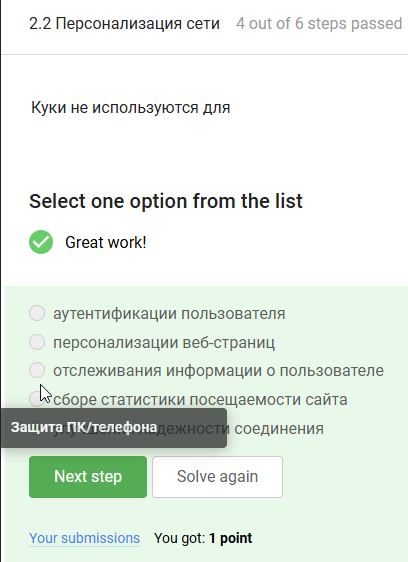 2.2 Персонализация сети 4 out of 6 steps passed
Куки не используются для
Select one option from the list
Great work!
аутентификации пользователя
персонализации веб-страниц
отслеживания информации о пользователе
сборе статистики посещаемости сайта
Защита ПК/телефона
соединения
Next step Solve again
Your submissions You got: 1 point